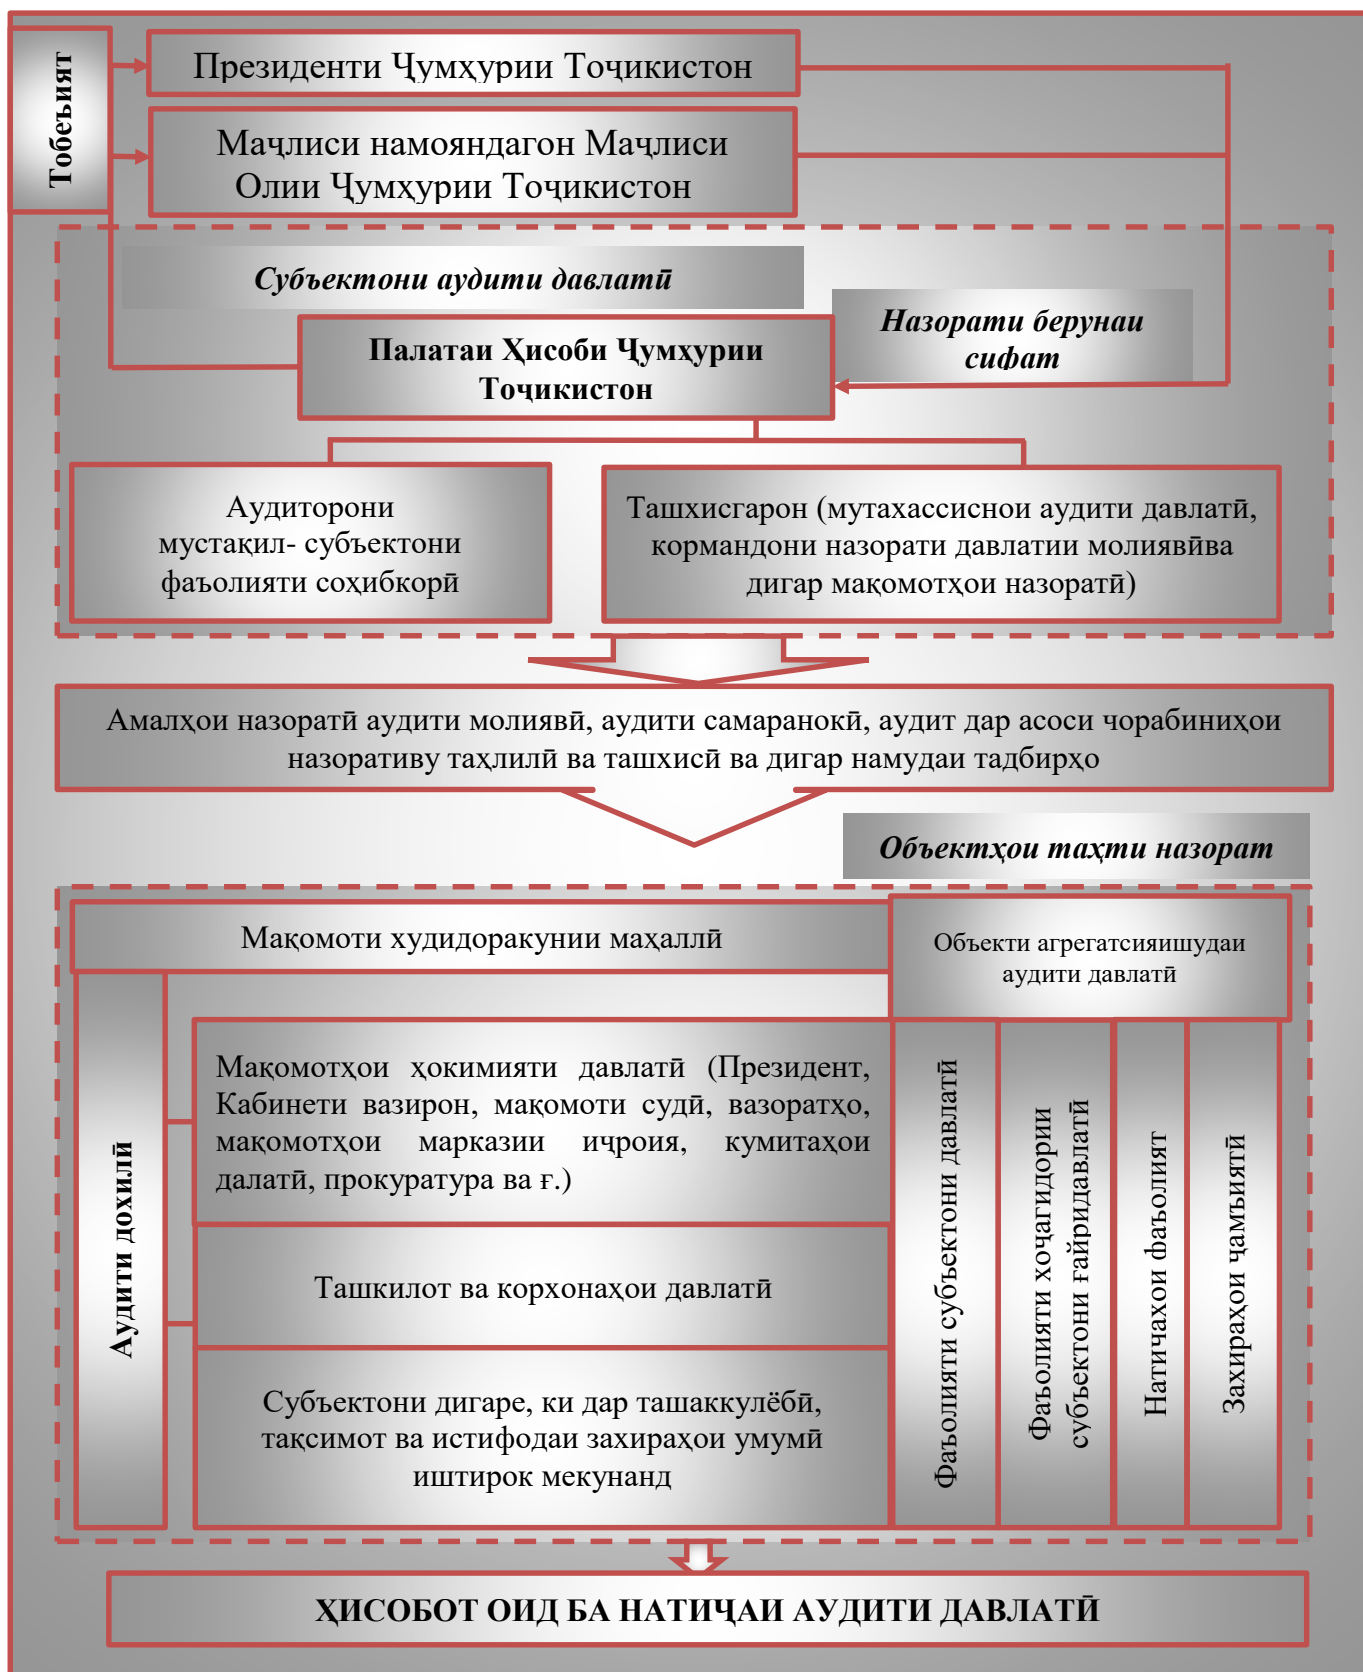 Тобеъият
Президенти Ҷумҳурии Тоҷикистон
Маҷлиси намояндагон Маҷлиси
Олии Ҷумҳурии Тоҷикистон
Субъектони аудити давлатӣ
Назорати берунаи
сифат
Палатаи Ҳисоби Ҷумҳурии
Тоҷикистон
Аудиторони
мустақил- субъектони
фаъолияти соҳибкорӣ
Ташхисгарон (мутахассиснои аудити давлатӣ,
кормандони назорати давлатии молиявӣва
дигар мақомотҳои назоратӣ)
Амалҳои назоратӣ аудити молиявӣ, аудити самаранокӣ, аудит дар асоси чорабиниҳои
назоративу таҳлилӣ ва ташхисӣ ва дигар намудаи тадбирҳо
Объектҳои таҳти назорат
Мақомоти худидоракунии маҳаллӣ
Объекти агрегатсияишудаи
аудити давлатӣ
Аудити дохилӣ
Мақомотҳои ҳокимияти давлатӣ (Президент,
Кабинети вазирон, мақомоти судӣ, вазоратҳо,
мақомотҳои марказии иҷроия, кумитаҳои
далатӣ, прокуратура ва ғ.)
Ташкилот ва корхонаҳои давлатӣ
Субъектони дигаре, ки дар ташаккулёбӣ,
тақсимот ва истифодаи захираҳои умумӣ
иштирок мекунанд
Фаъолияти субъектони давлатӣ
Фаъолияти хоҷагидории
субъектони ғайридавлатӣ
Натичахои фаъолият
Захираҳои ҷамъиятӣ
ҲИСОБОТ ОИД БА НАТИҶАИ АУДИТИ ДАВЛАТӢ